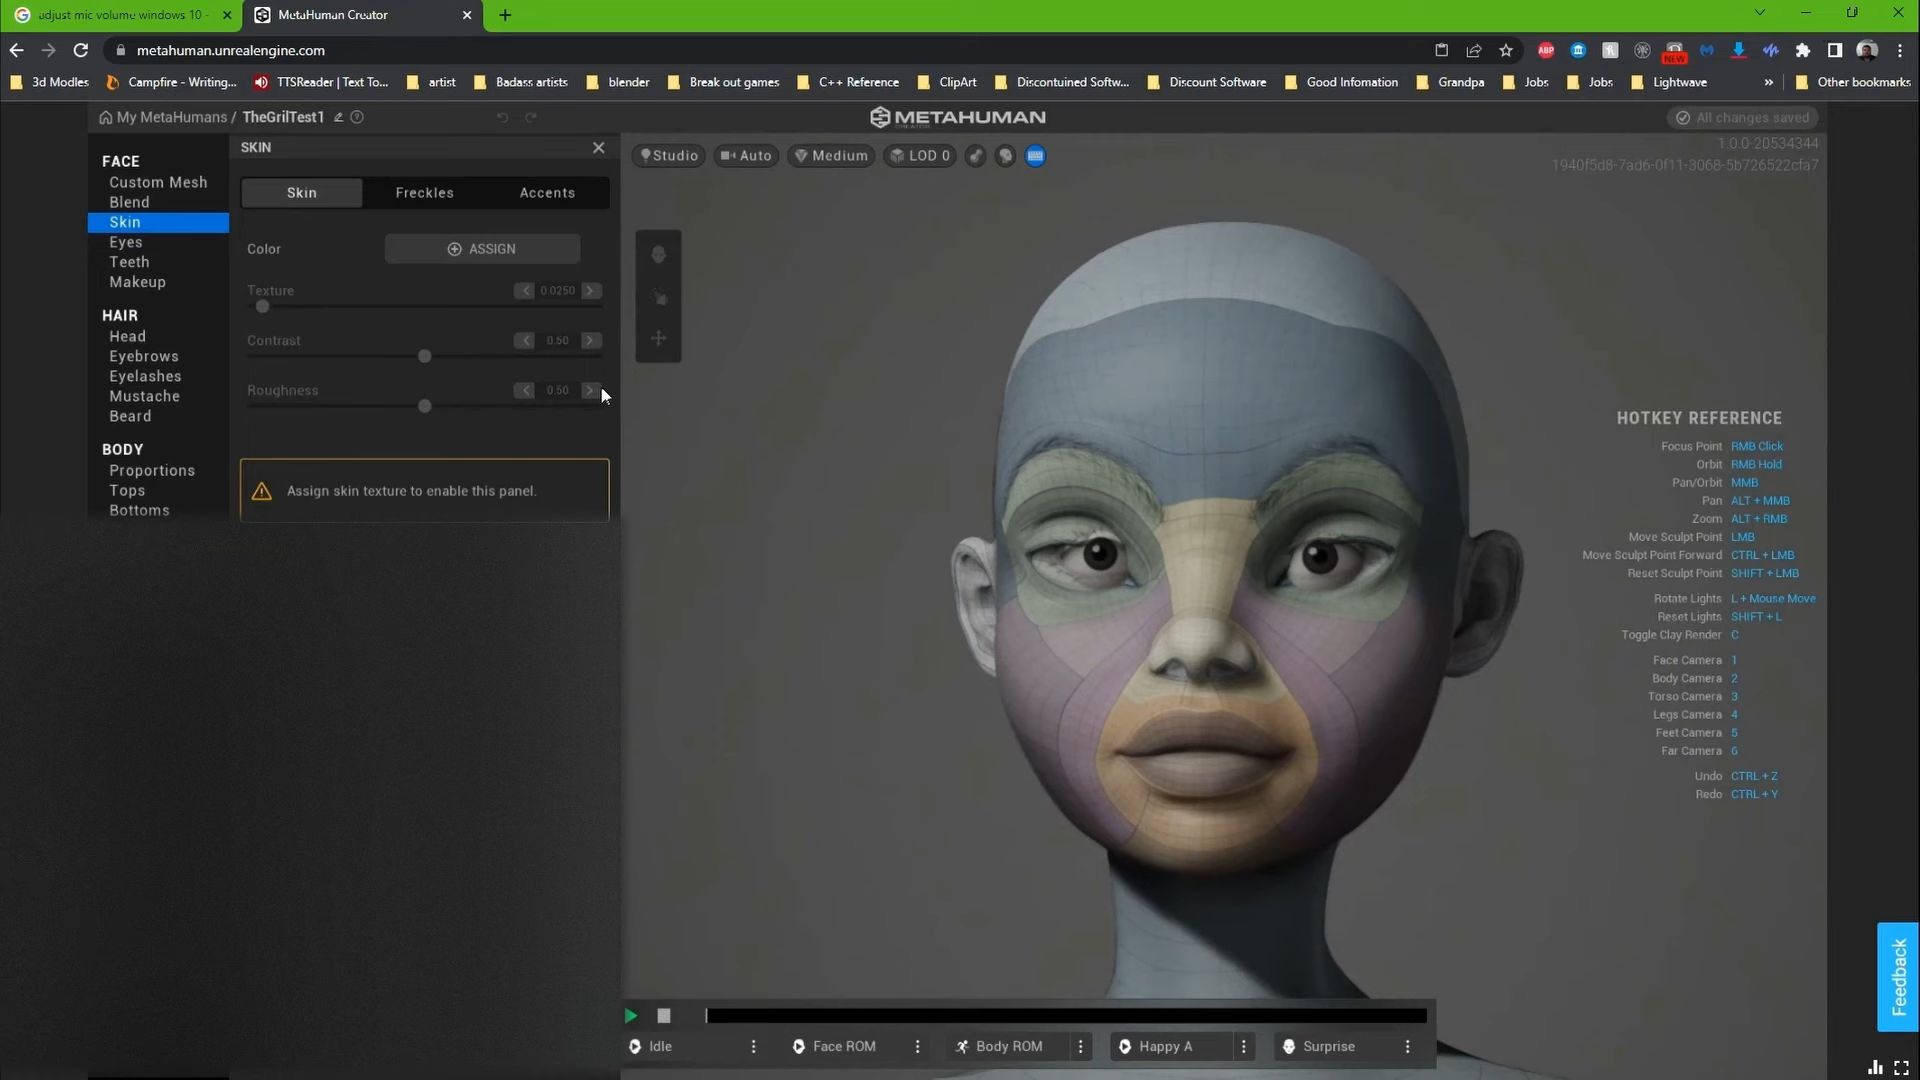 adjust mic volume windows 10 -
MetaHuman Creator
metahuman.unrealengine.com
ABP
NEW
3d Modles
Campfire - Writing...
TTSReader | Text To...
artist
Badass artists
blender
Break out games
C++ Reference
ClipArt
Discontuined Softw...
Discount Software
Good Infomation
Grandpa
Jobs
Jobs
Lightwave
»
Other bookmarks
My MetaHumans / TheGrilTest1
METAHUMAN
CREATOR
All changes saved
1.0.0-20534344
1940f5d8-7ad6-0f11-3068-5b726522cfa7
FACE
Custom Mesh
Blend
Skin
Eyes
Teeth
Makeup
HAIR
Head
Eyebrows
Eyelashes
Mustache
Beard
BODY
Proportions
Tops
Bottoms
SKIN
Skin
Freckles
Accents
Color
ASSIGN
Texture
0.0250
Contrast
0.50
Roughness
0.50
Assign skin texture to enable this panel.
Studio
Auto
Medium
LOD 0
HOTKEY REFERENCE
Focus Point RMB Click
Orbit RMB Hold
Pan/Orbit MMB
Pan ALT + MMB
Zoom ALT + RMB
Move Sculpt Point LMB
Move Sculpt Point Forward CTRL + LMB
Reset Sculpt Point SHIFT + LMB
Rotate Lights L + Mouse Move
Reset Lights SHIFT + L
Toggle Clay Render C
Face Camera 1
Body Camera 2
Torso Camera 3
Legs Camera 4
Feet Camera 5
Far Camera 6
Undo CTRL + Z
Redo CTRL + Y
Feedback
Idle
Face ROM
Body ROM
Happy A
Surprise